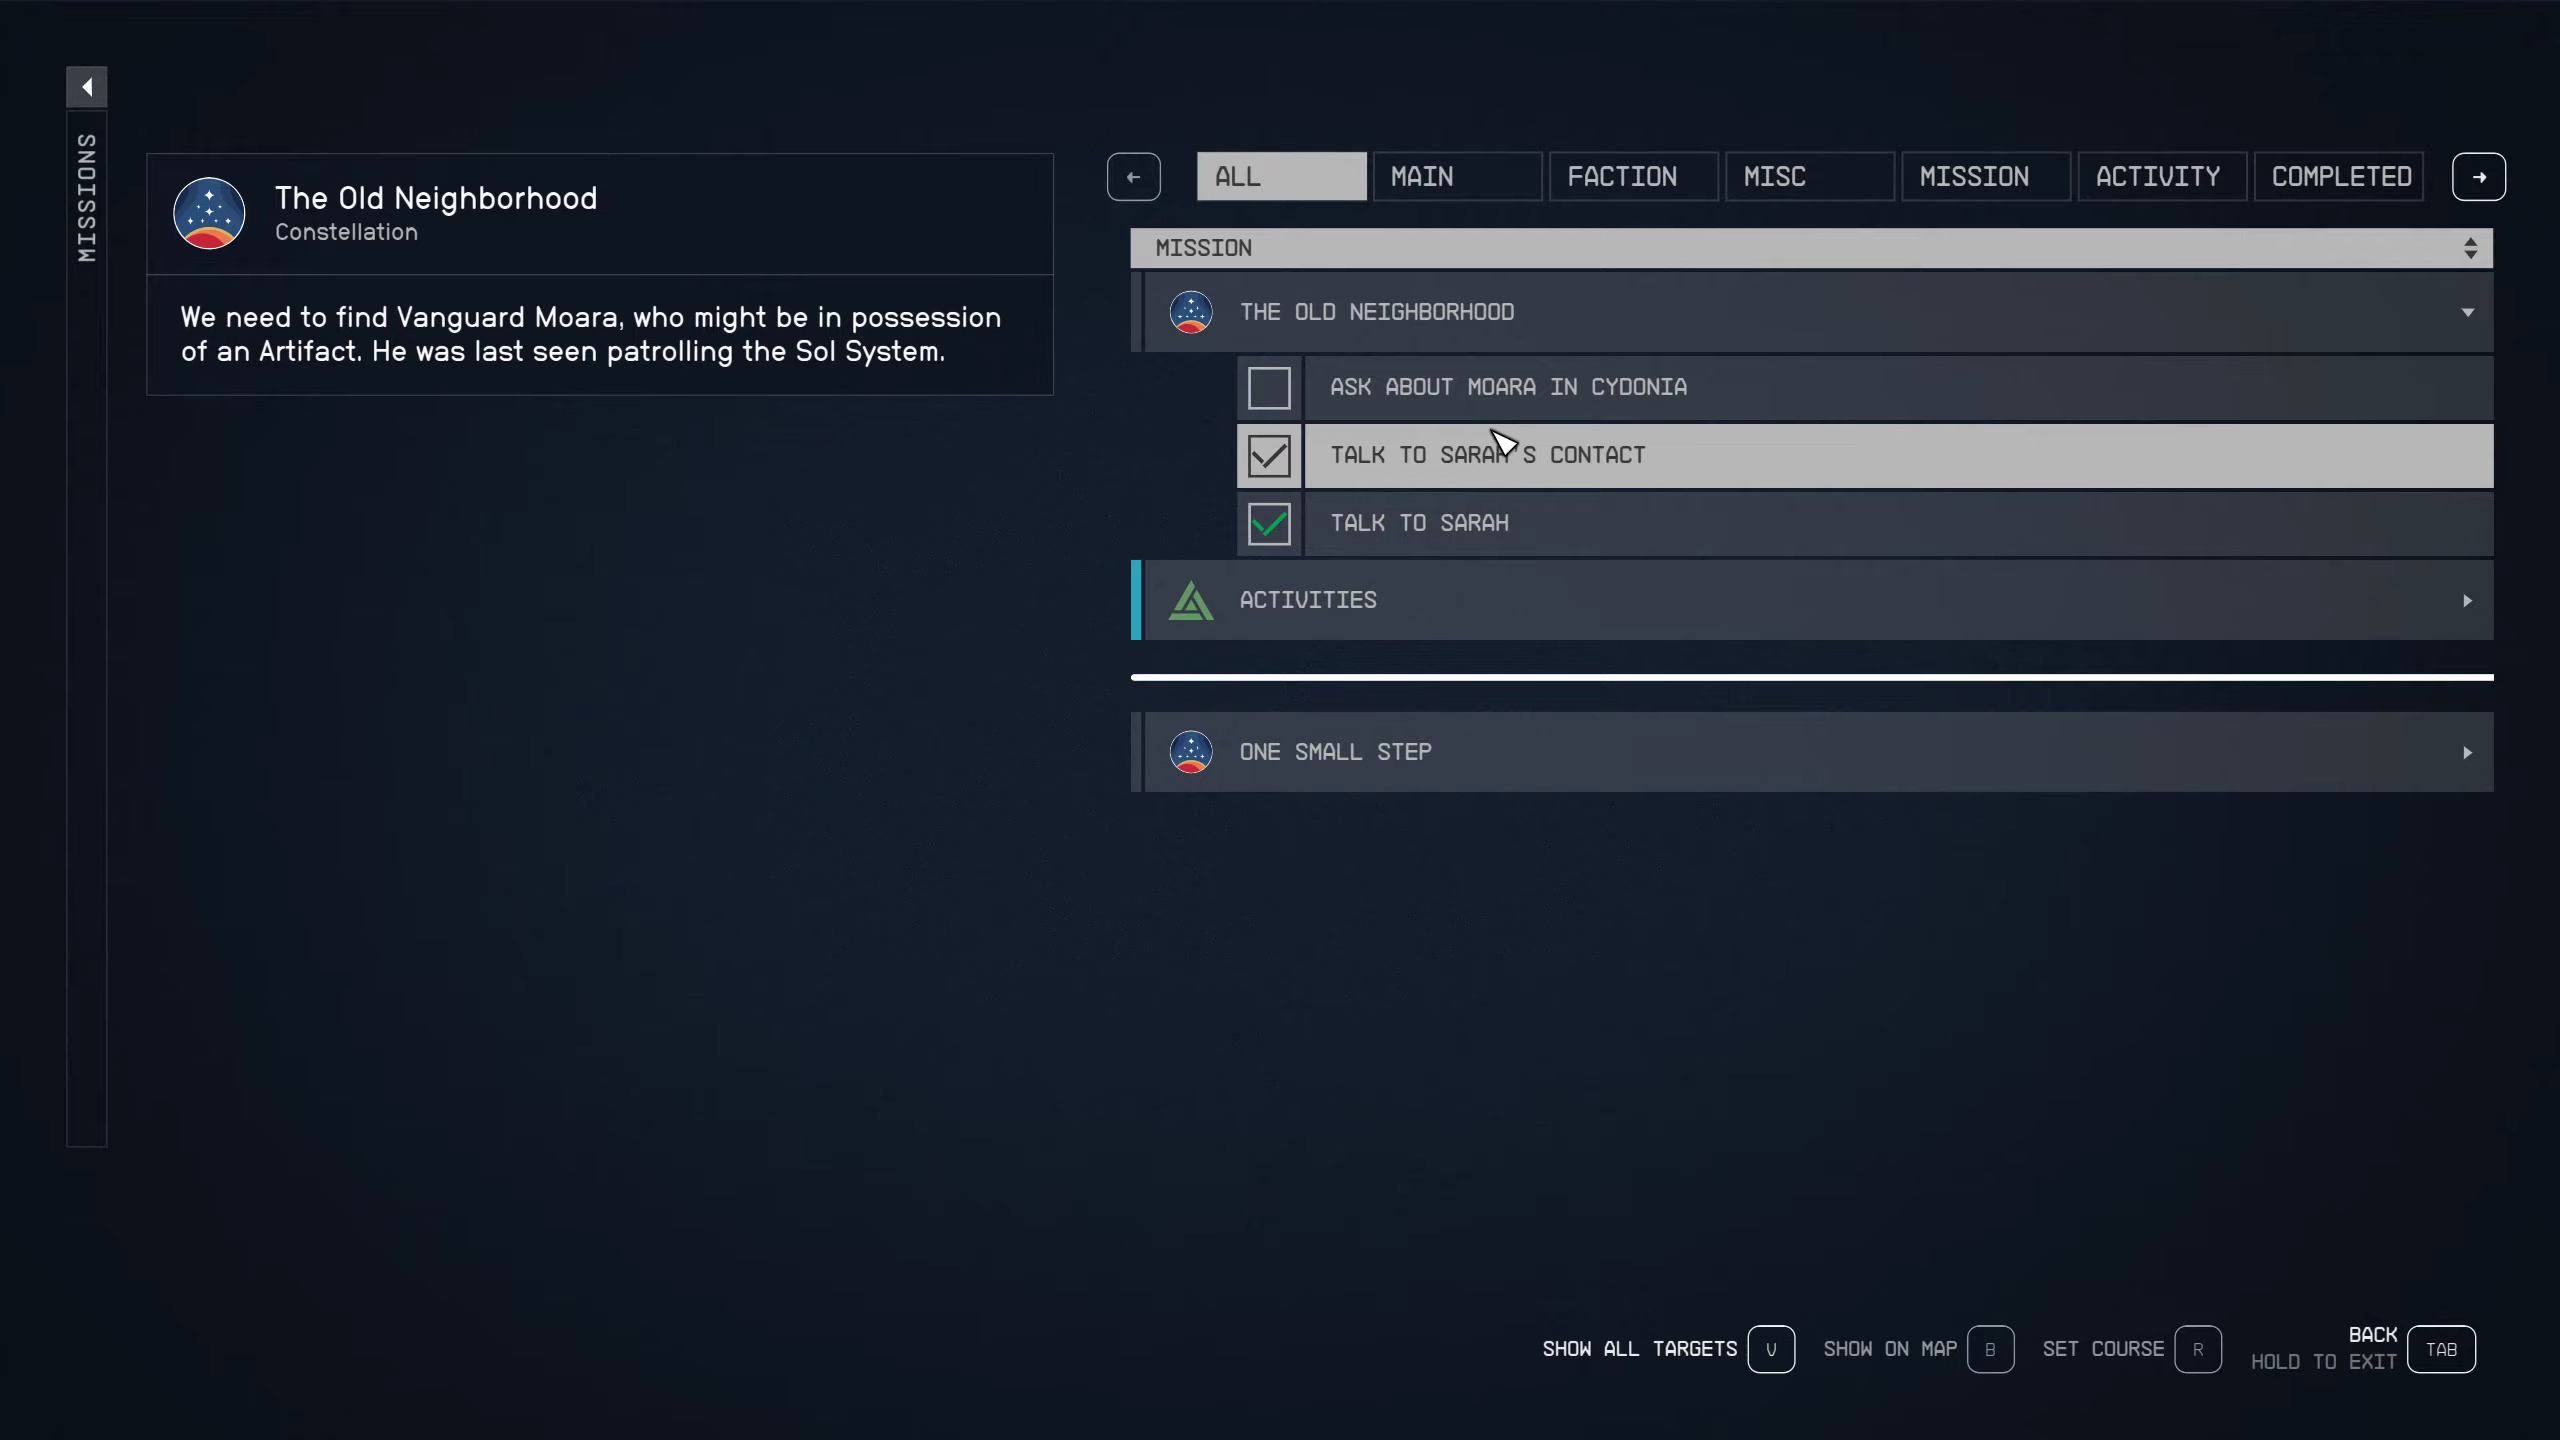 MISSIONS
The Old Neighborhood
Constellation
We need to find Vanguard Moara, who might be in possession
of an Artifact. He was last seen patrolling the Sol System.
ALL
MAIN
FACTION
MISC
MISSION
ACTIVITY
COMPLETED
MISSION
THE OLD NEIGHBORHOOD
ASK ABOUT MOARA IN CYDONIA
TALK TO SARAH'S CONTACT
TALK TO SARAH
ACTIVITIES
ONE SMALL STEP
SHOW ALL TARGETS V
SHOW ON MAP B
SET COURSE R
BACK
HOLD TO EXIT
TAB